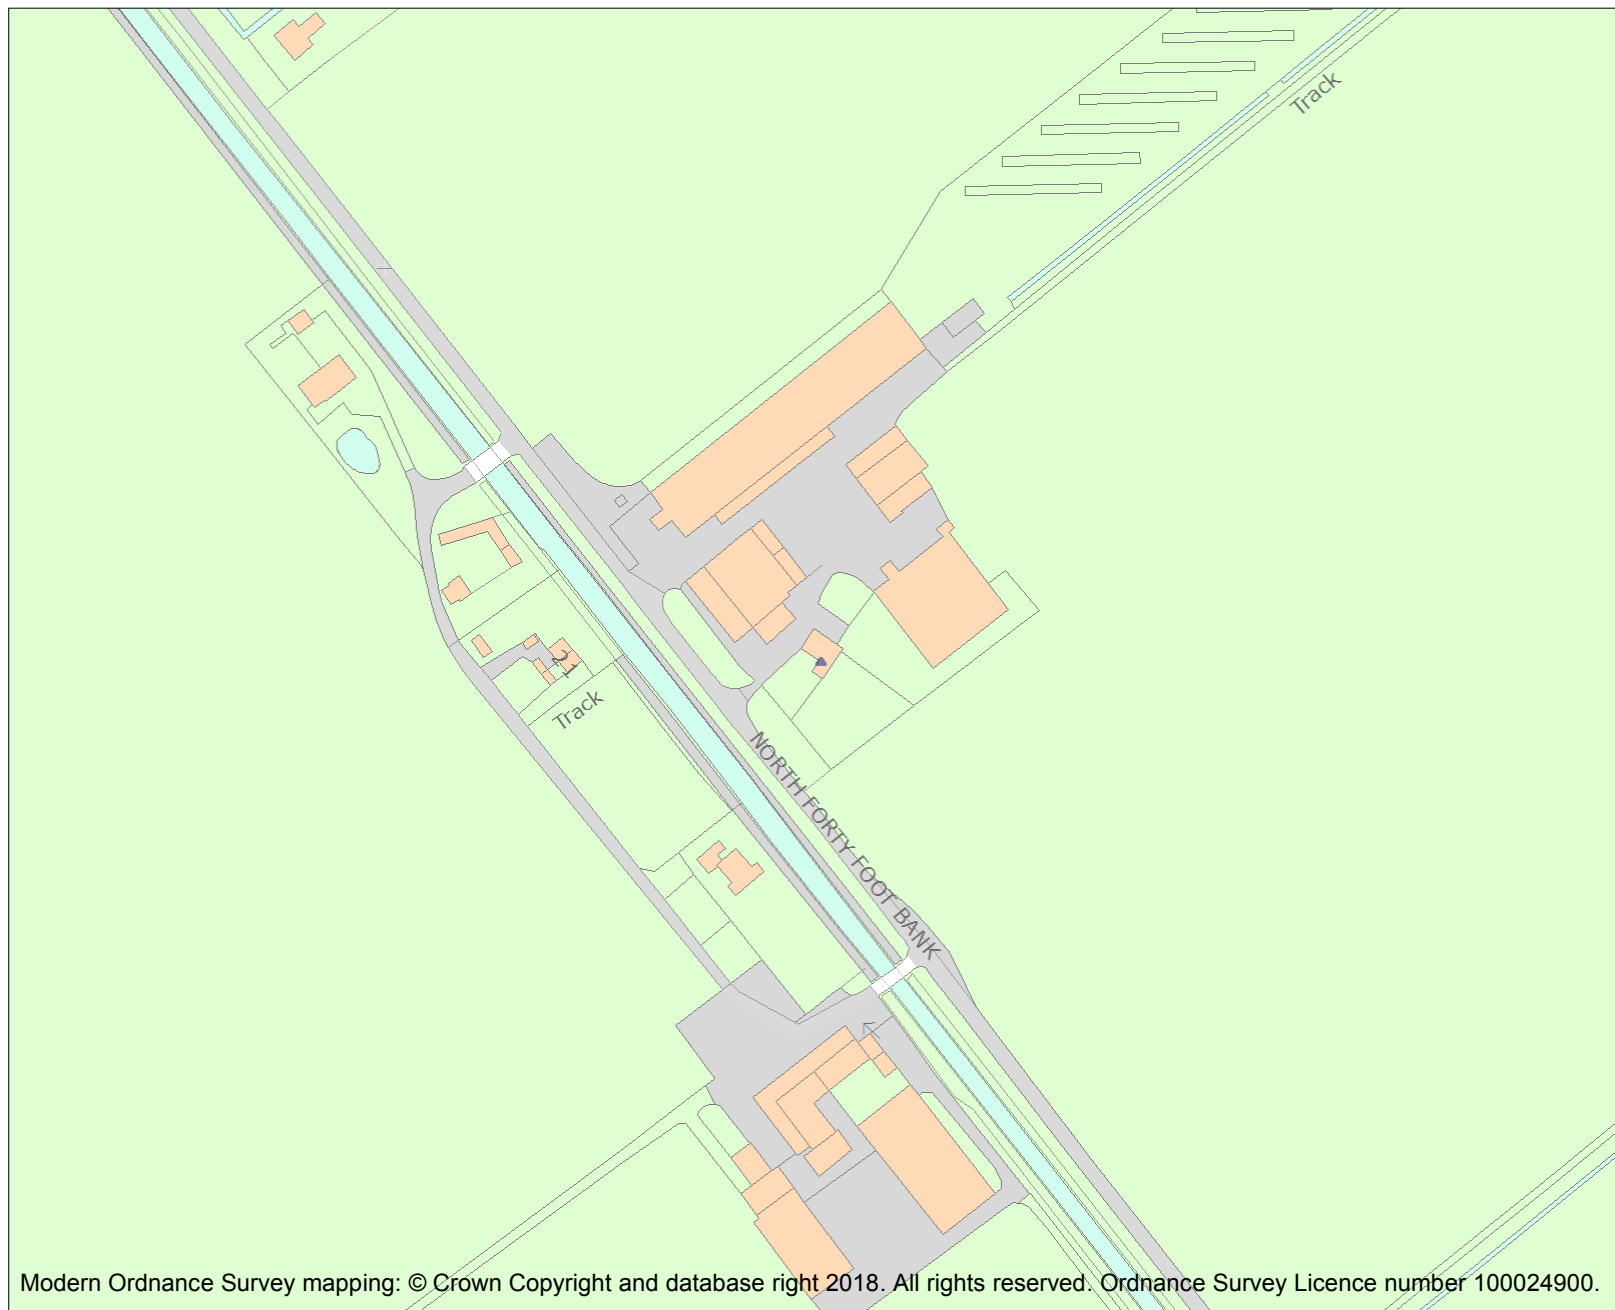 Track
21
Track
NORTH FORTY FOOT BANK
Modern Ordnance Survey mapping: © Crown Copyright and database right 2018. All rights reserved. Ordnance Survey Licence number 100024900.